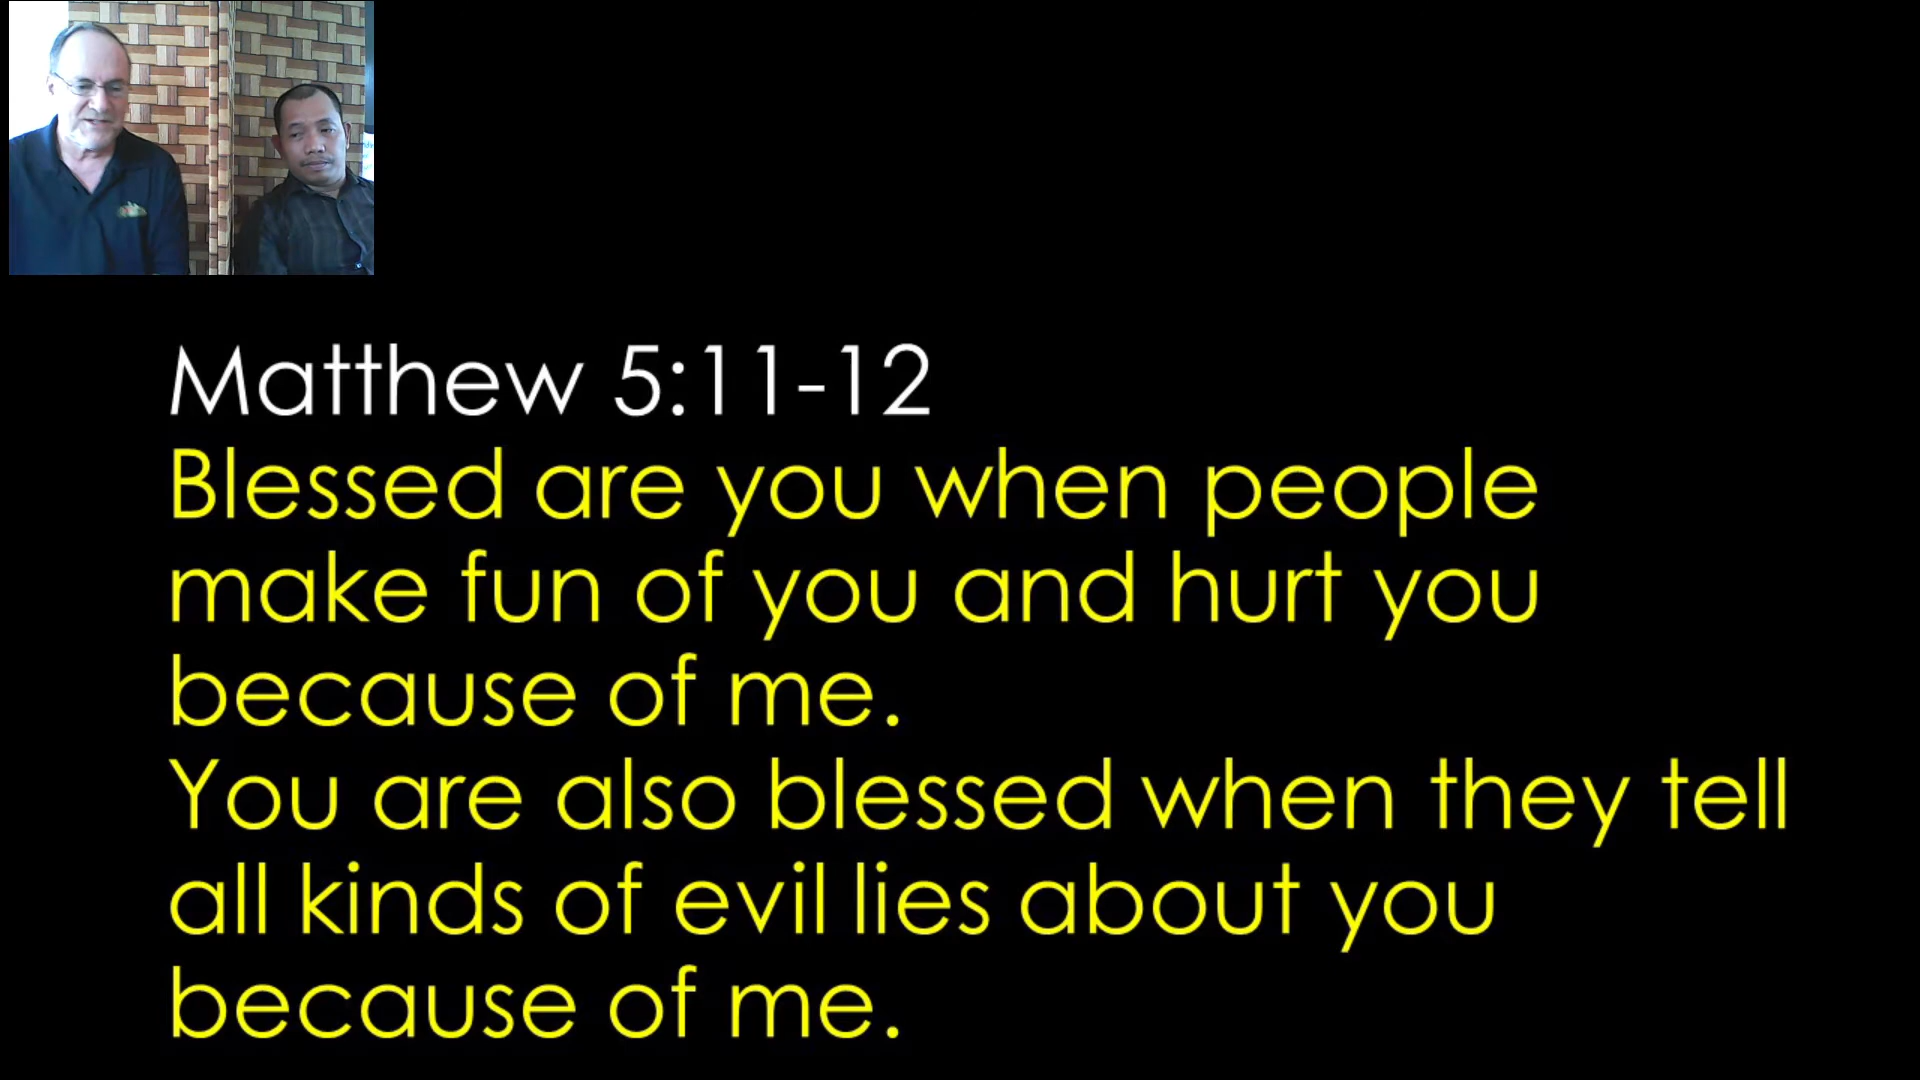 Matthew 5:11-12
Blessed are you when people
make fun of you and hurt you
because of me.
You are also blessed when they tell
all kinds of evil lies about you
because of me.